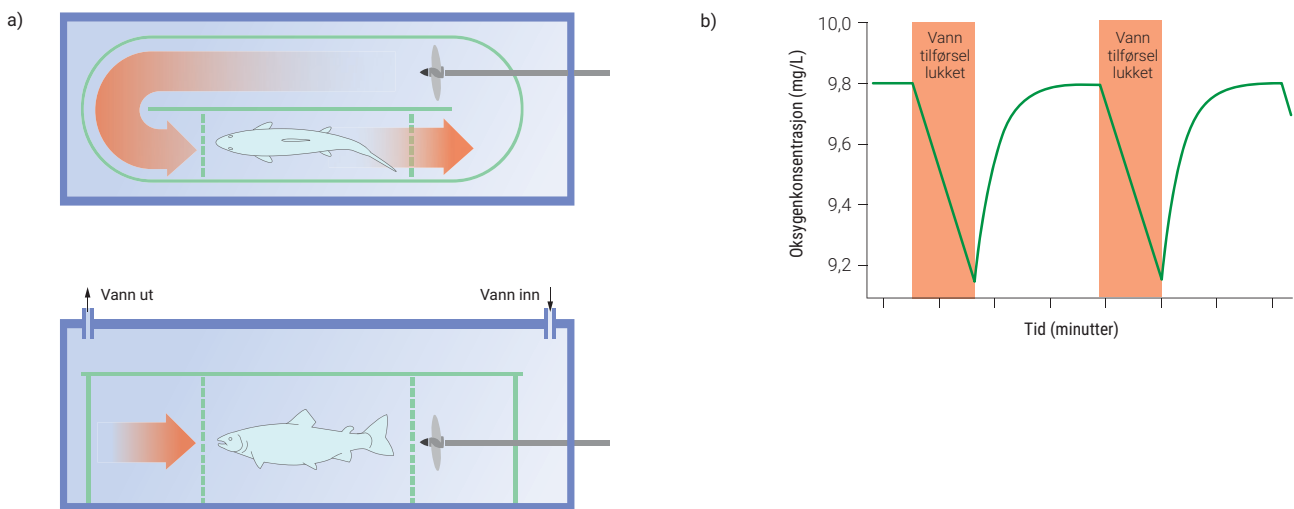 a)
Vann ut
Vann inn
b)
Oksygenkonsentrasjon (mg/L)
10,0
9,8
9,6
9,4
9,2
Vann
tilførsel
lukket
Vann
tilførsel
lukket
Tid (minutter)